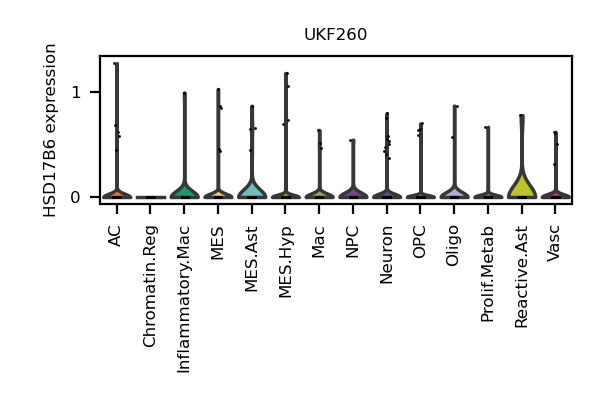 UKF260
HSD17B6 expression
1
0
AC
Chromatin.Reg
Inflammatory.Mac
MES
MES.Ast
MES.Hyp
Mac
NPC
Neuron
OPC
Oligo
Prolif.Metab
Reactive.Ast
Vasc